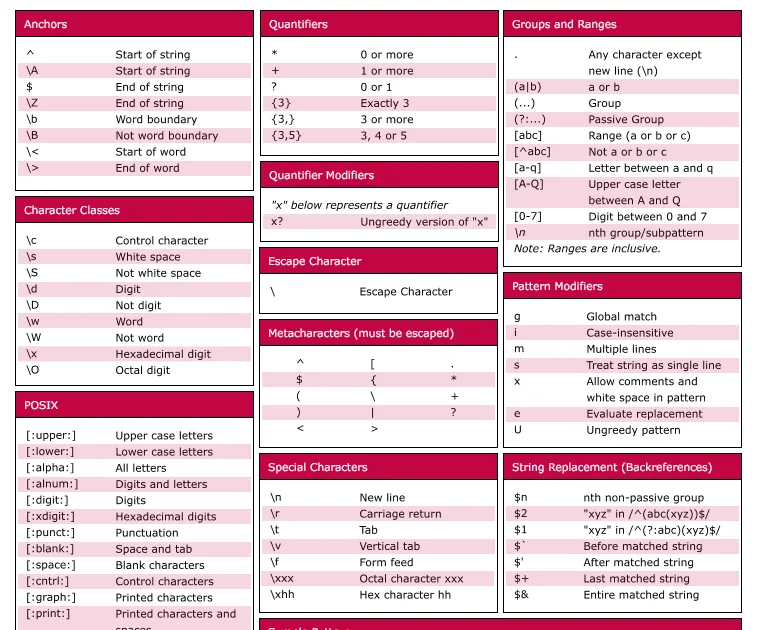 Anchors
^ Start of string
\A Start of string
$ End of string
\Z End of string
\b Word boundary
\B Not word boundary
\< Start of word
\> End of word
Character Classes
\c Control character
\s White space
\S Not white space
\d Digit
\D Not digit
\w Word
\W Not word
\x Hexadecimal digit
\O Octal digit
POSIX
[:upper:] Upper case letters
[:lower:] Lower case letters
[:alpha:] All letters
[:alnum:] Digits and letters
[:digit:] Digits
[:xdigit:] Hexadecimal digits
[:punct:] Punctuation
[:blank:] Space and tab
[:space:] Blank characters
[:cntrl:] Control characters
[:graph:] Printed characters
[:print:] Printed characters and
Quantifiers
* 0 or more
+ 1 or more
? 0 or 1
{3} Exactly 3
{3,} 3 or more
{3,5} 3, 4 or 5
Quantifier Modifiers
"x" below represents a quantifier
x? Ungreedy version of "x"
Escape Character
\ Escape Character
Metacharacters (must be escaped)
^ [ .
$ { *
( \ +
) | ?
< >
Special Characters
\n New line
\r Carriage return
\t Tab
\v Vertical tab
\f Form feed
\xxx Octal character xxx
\xhh Hex character hh
Groups and Ranges
. Any character except
new line (\n)
(a|b) a or b
(...) Group
(?:...) Passive Group
[abc] Range (a or b or c)
[^abc] Not a or b or c
[a-q] Letter between a and q
[A-Q] Upper case letter
between A and Q
[0-7] Digit between 0 and 7
\n nth group/subpattern
Note: Ranges are inclusive.
Pattern Modifiers
g Global match
i Case-insensitive
m Multiple lines
s Treat string as single line
x Allow comments and
white space in pattern
e Evaluate replacement
U Ungreedy pattern
String Replacement (Backreferences)
$n nth non-passive group
$2 "xyz" in /^(abc(xyz))$/
$1 "xyz" in /^(?:abc)(xyz)$/
$` Before matched string
$' After matched string
$+ Last matched string
$& Entire matched string